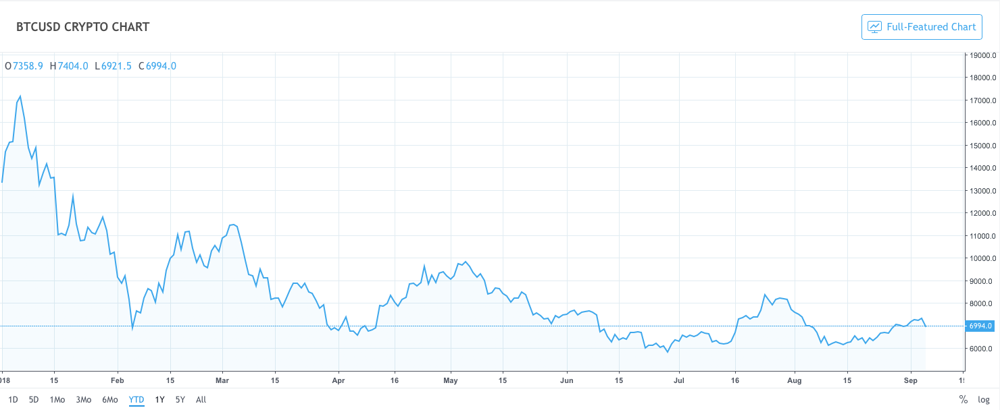 BTCUSD CRYPTO CHART
Full-Featured Chart
O7358.9 H7404.0 L6921.5 C6994.0
19000.0
18000.0
17000.0
16000.0
15000.0
14000.0
13000.0
12000.0
11000.0
10000.0
9000.0
8000.0
6994.0
6000.0
018 15 Feb 15 Mar 15 Apr 16 May 15 Jun 15 Jul 16 Aug 15 Sep 15
1D 5D 1Mo 3Mo 6Mo YTD 1Y 5Y All % log